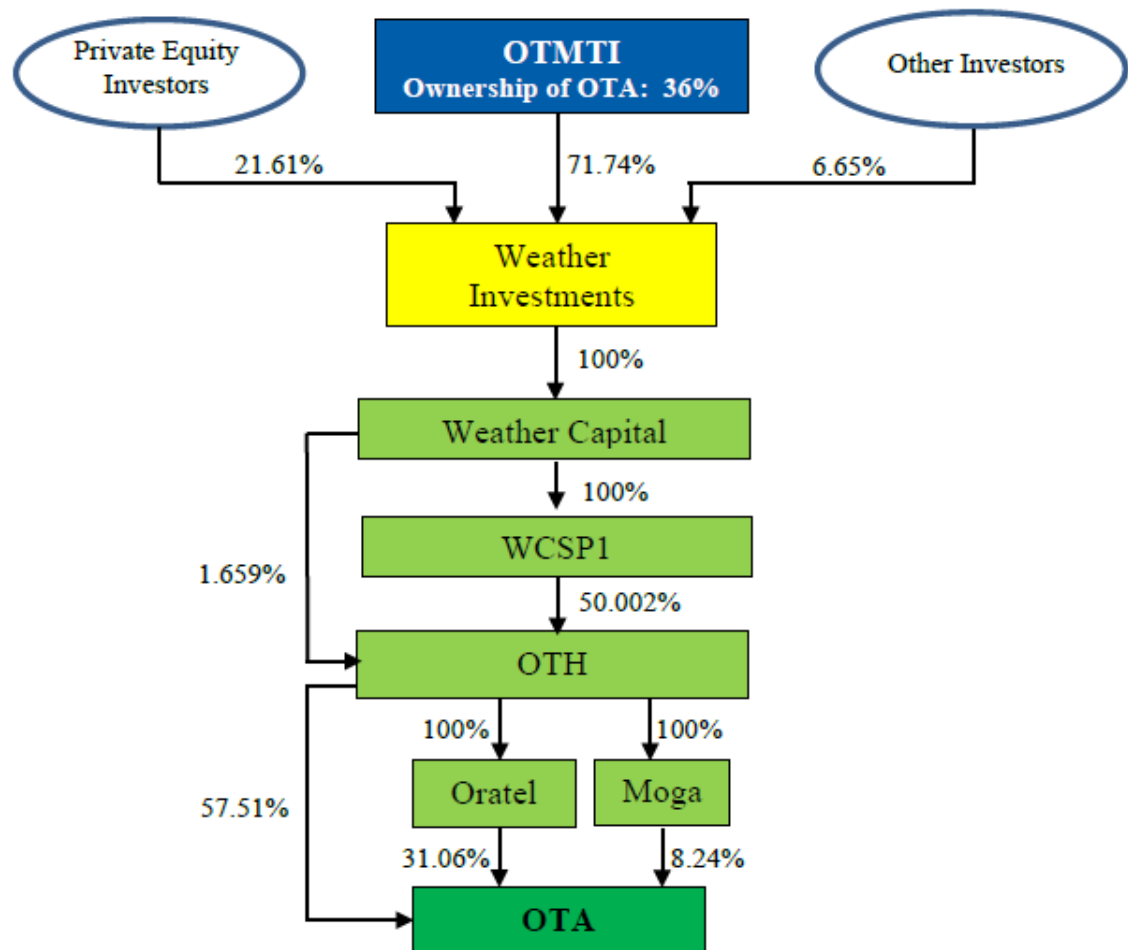 Private Equity
Investors
OTMTI
Ownership of OTA: 36%
Other Investors
21.61%
71.74%
6.65%
Weather
Investments
100%
Weather Capital
100%
WCSP1
1.659%
50.002%
OTH
100%
100%
Oratel
Moga
57.51%
31.06%
8.24%
OTA